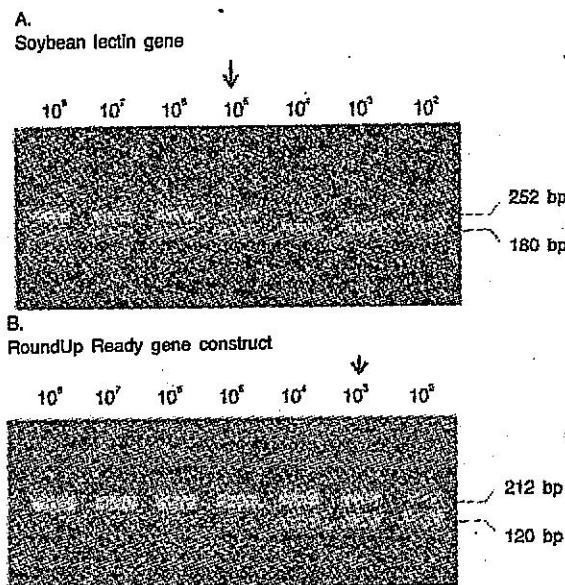 A.
Soybean lectin gene
10⁸ 10⁷ 10⁶ 10⁵ 10⁴ 10³ 10²
252 bp
180 bp
B.
RoundUp Ready gene construct
10⁸ 10⁷ 10⁶ 10⁵ 10⁴ 10³ 10²
212 bp
120 bp